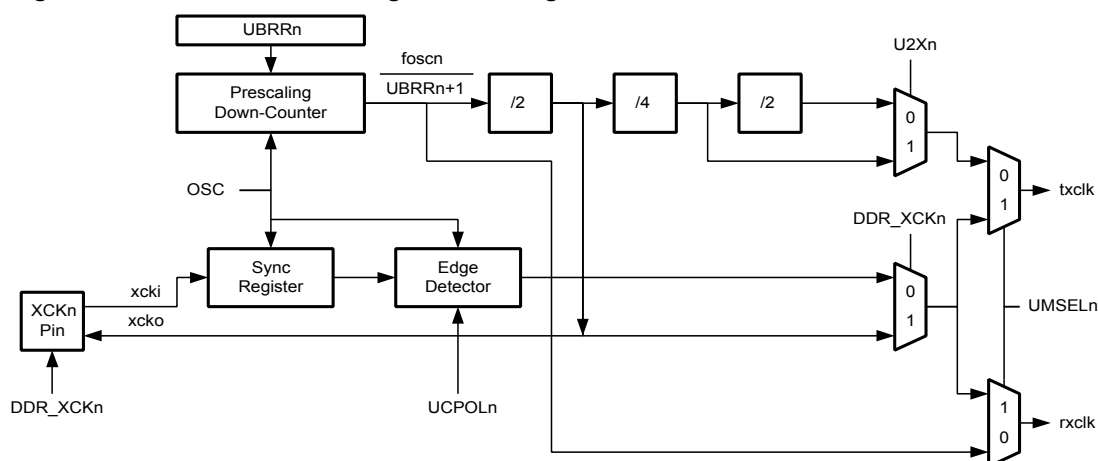 UBRRn
foscn
U2Xn
Prescaling
Down-Counter
UBRRn+1
/2
/4
/2
0
1
OSC
0
1
txclk
DDR_XCKn
Sync
Register
Edge
Detector
xcki
0
1
XCKn
Pin
xcko
UMSELn
DDR_XCKn
UCPOLn
1
0
rxclk